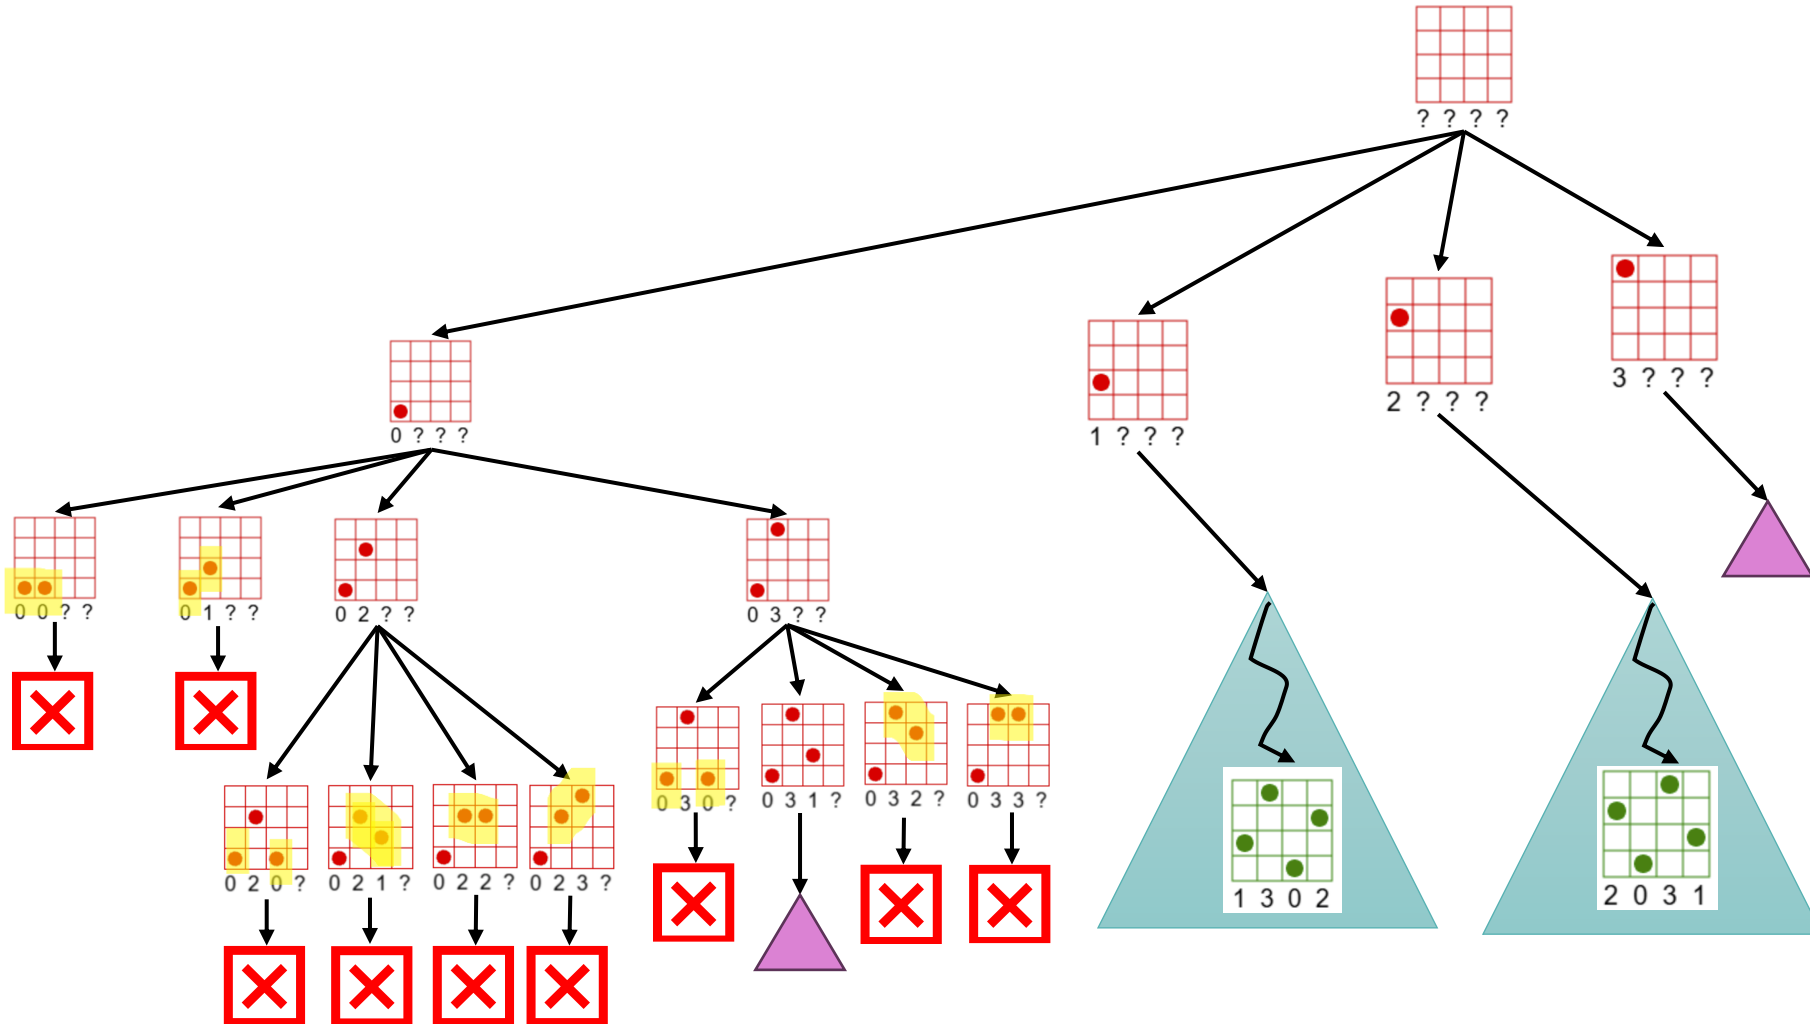 ? ? ? ?
3 ? ? ?
2 ? ? ?
0 ? ? ?
1 ? ? ?
0 0 ? ?
0 1 ? ?
0 2 ? ?
0 3 ? ?
0 3 0 ?
0 3 1 ?
0 3 2 ?
0 3 3 ?
0 2 0 ?
0 2 1 ?
0 2 2 ?
0 2 3 ?
1 3 0 2
2 0 3 1